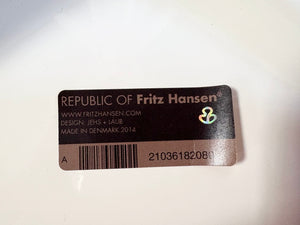 REPUBLIC OF Fritz Hansen®
WWW.FRITZHANSEN.COM
DESIGN: JEHS + LAUB
MADE IN DENMARK 2014
A 21036182080